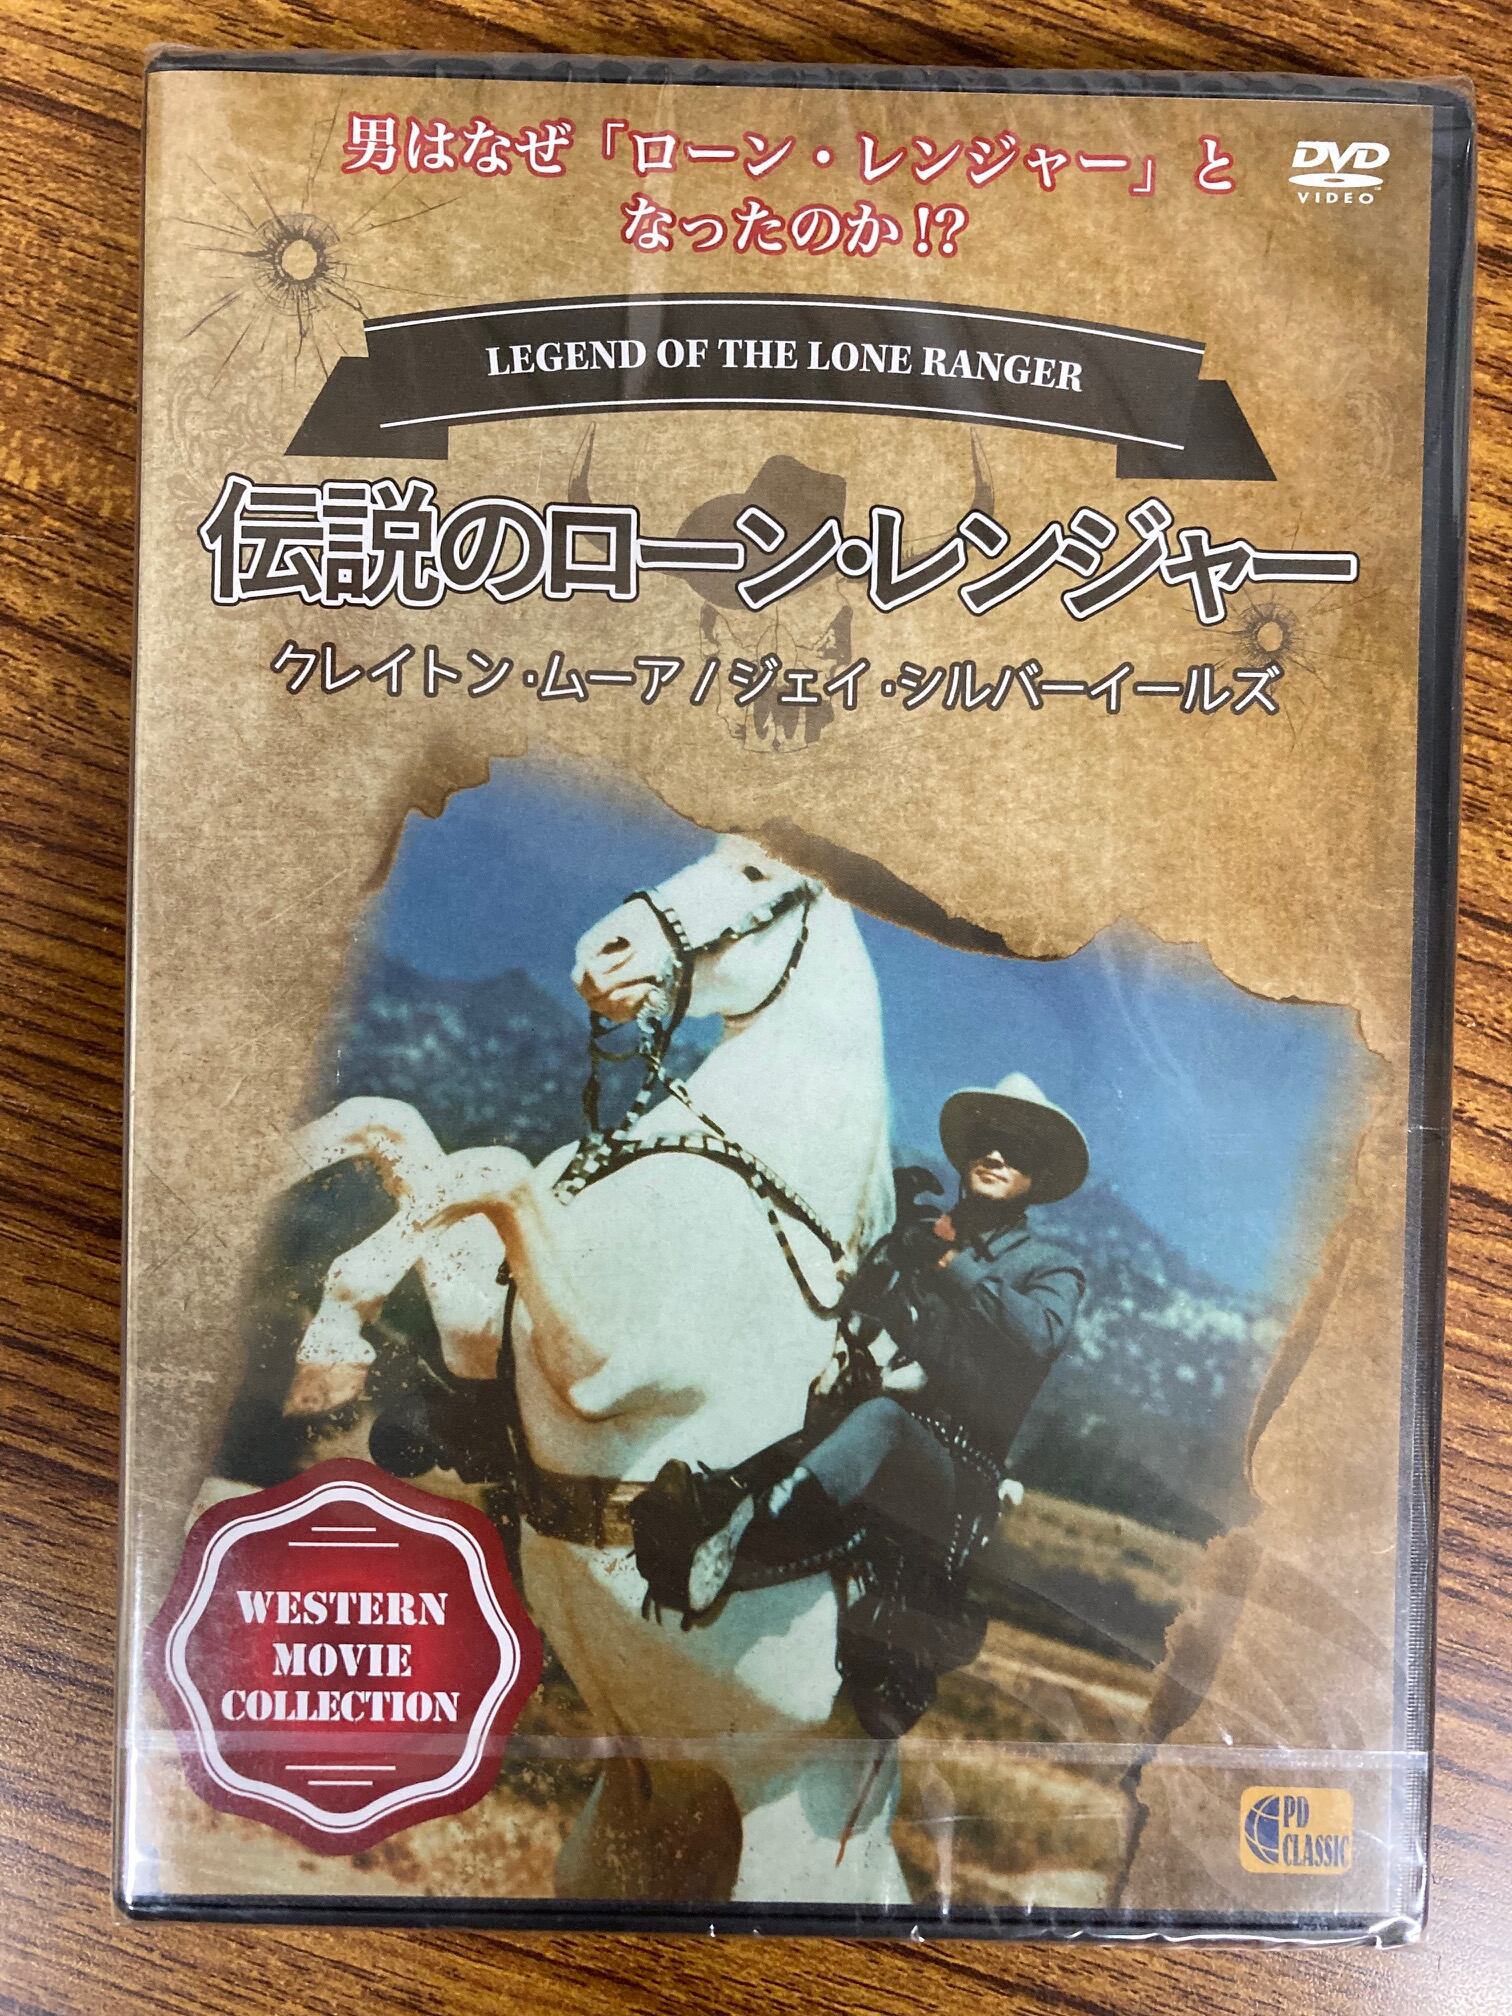 男はなぜ「ローン・レンジャー」と
なったのか!?
DVD
VIDEO
LEGEND OF THE LONE RANGER
伝説のローン・レンジャー
クレイトン・ムーア/ジェイ・シルバーイールズ
WESTERN
MOVIE
COLLECTION
PD
CLASSIC